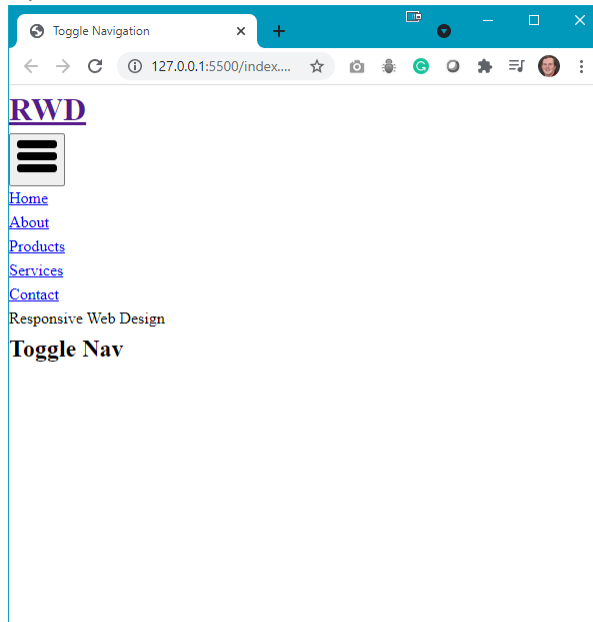 Toggle Navigation
127.0.0.1:5500/index....
RWD
Home
About
Products
Services
Contact
Responsive Web Design
Toggle Nav